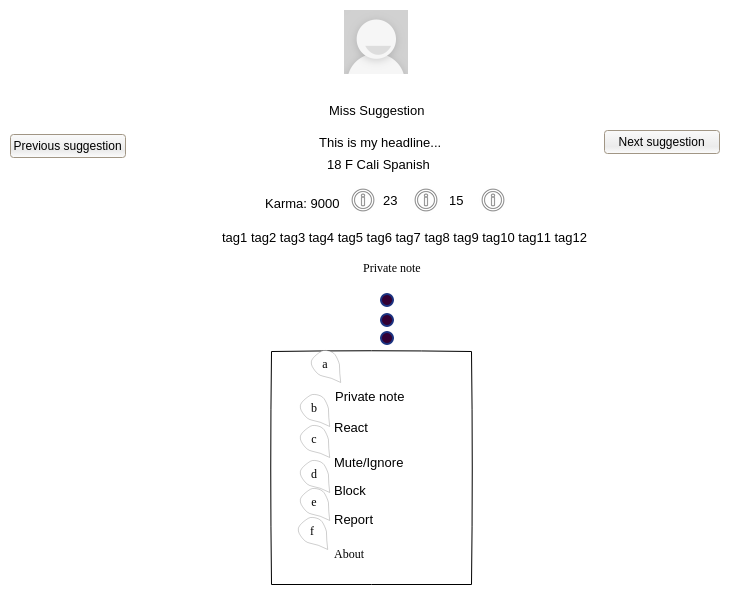 Miss Suggestion
Previous suggestion
This is my headline...
Next suggestion
18 F Cali Spanish
Karma: 9000 23 15
tag1 tag2 tag3 tag4 tag5 tag6 tag7 tag8 tag9 tag10 tag11 tag12
Private note
a
Private note
b
React
c
Mute/Ignore
d
Block
e
Report
f
About